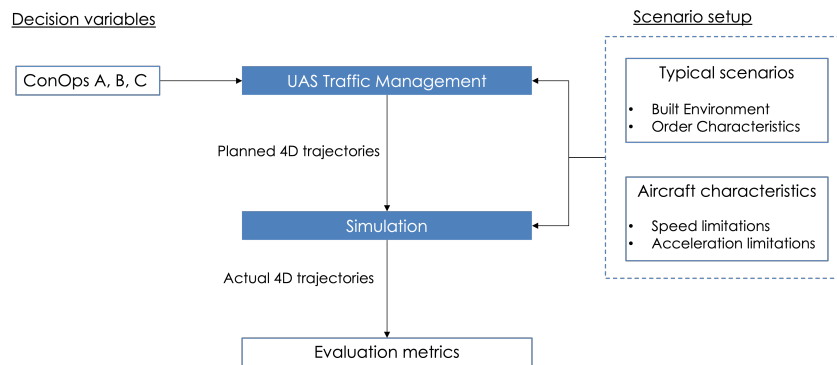 Decision variables
Scenario setup
ConOps A, B, C
UAS Traffic Management
Typical scenarios
• Built Environment
• Order Characteristics
Planned 4D trajectories
Aircraft characteristics
• Speed limitations
• Acceleration limitations
Simulation
Actual 4D trajectories
Evaluation metrics